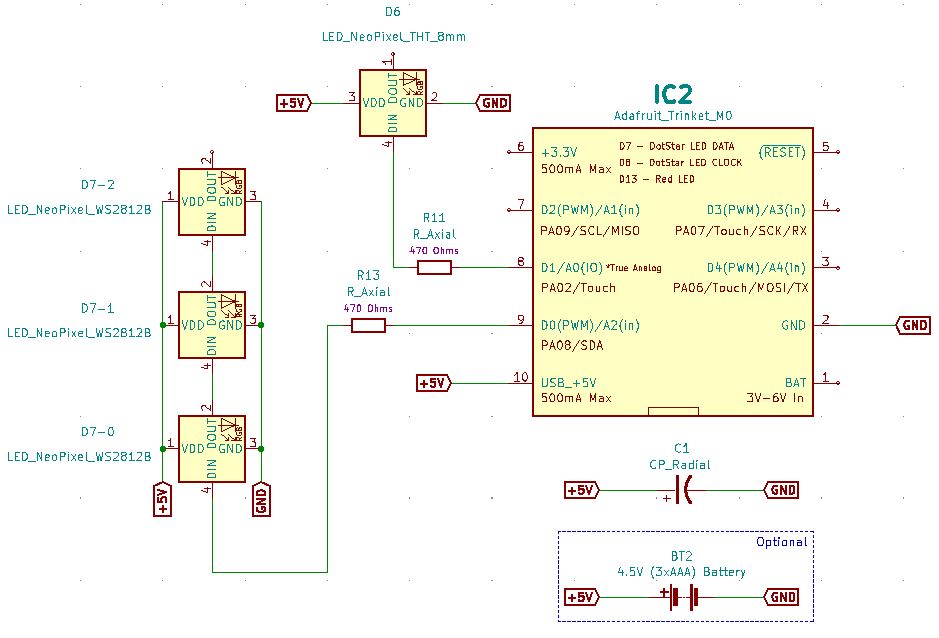 D6
LED_NeoPixel_THT_8mm
1
DOUT
RGB
+5V
3
VDD
GND
2
GND
DIN
4
IC2
Adafruit_Trinket_M0
6
+3.3V
500mA Max
D7 - DotStar LED DATA
D8 - DotStar LED CLOCK
D13 - Red LED
(RESET)
5
7
D2(PWM)/A1(in)
PA09/SCL/MISO
D3(PWM)/A3(in)
4
PA07/Touch/SCK/RX
8
D1/A0(IO) *True Analog
PA02/Touch
D4(PWM)/A4(In)
3
PA06/Touch/MOSI/TX
9
D0(PWM)/A2(in)
PA08/SDA
GND
2
GND
+5V
10
USB_+5V
500mA Max
BAT
1
3V-6V In
R11
R_Axial
470 Ohms
R13
R_Axial
470 Ohms
D7-2
LED_NeoPixel_WS2812B
2
DOUT
RGB
1
VDD
GND
3
DIN
4
D7-1
LED_NeoPixel_WS2812B
2
DOUT
RGB
1
VDD
GND
3
DIN
4
D7-0
LED_NeoPixel_WS2812B
2
DOUT
RGB
1
VDD
GND
3
DIN
4
+5V
GND
C1
CP_Radial
+5V
+
GND
Optional
BT2
4.5V (3xAAA) Battery
+5V
+
GND